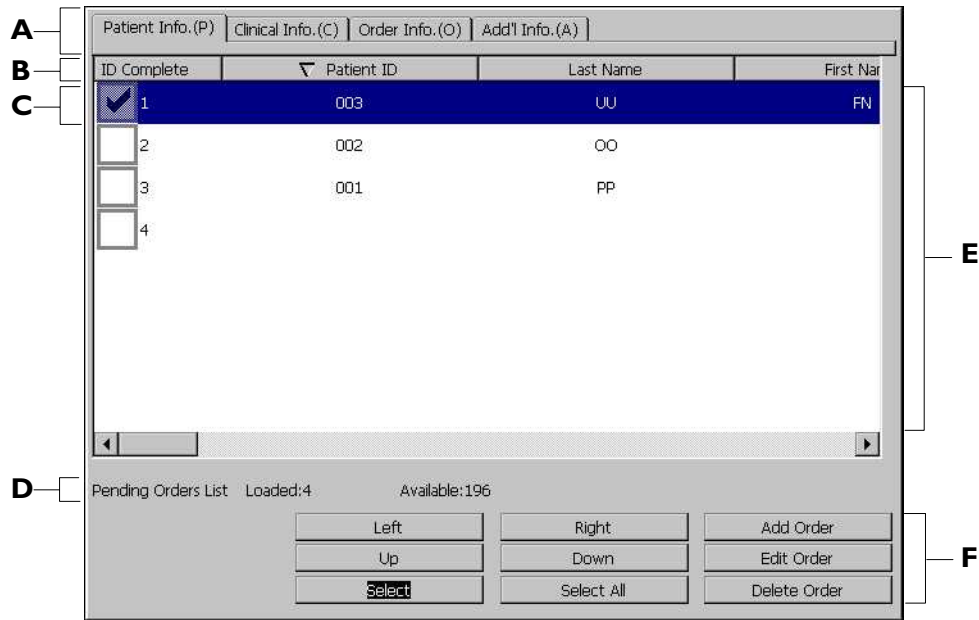 A
Patient Info.(P) Clinical Info.(C) Order Info.(O) Add'l Info.(A)
B
ID Complete Patient ID Last Name First Nar
C
1 003 UU FN
2 002 OO
3 001 PP
4
E
D
Pending Orders List Loaded:4 Available:196
Left Right Add Order
Up Down Edit Order
F
Select Select All Delete Order